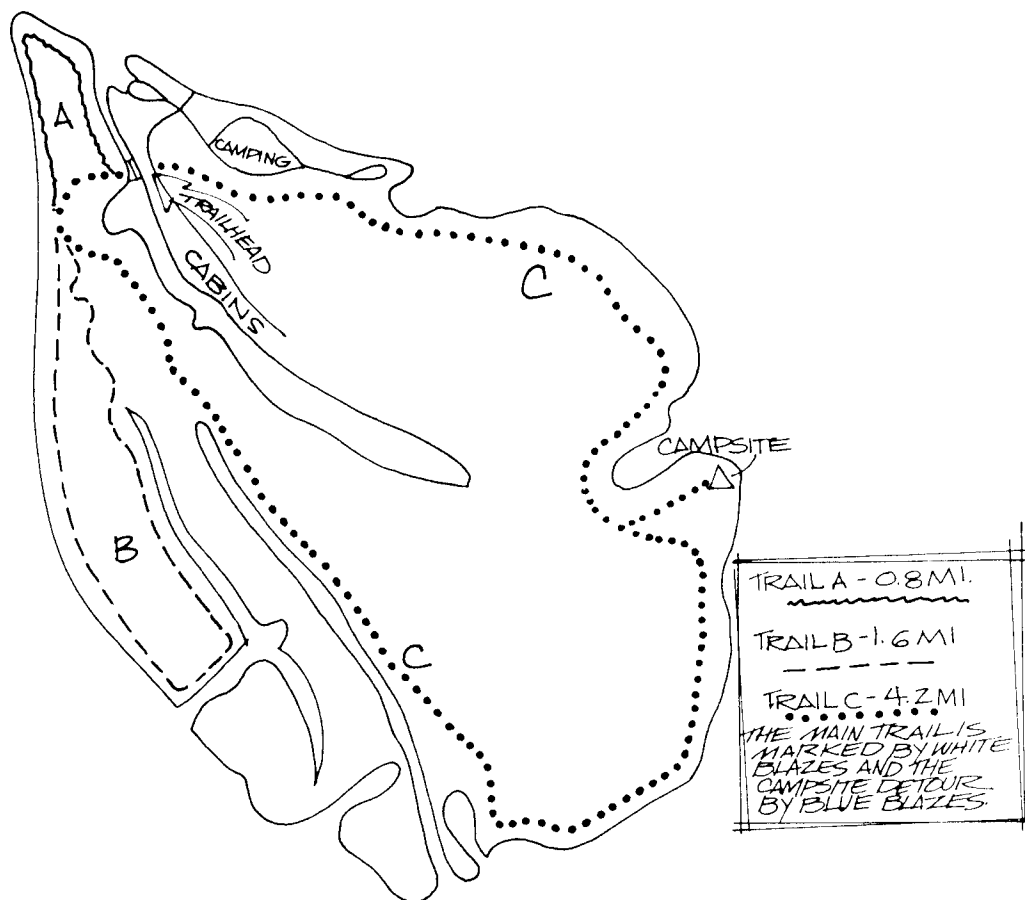 A
CAMPING
TRAILHEAD
CABINS
C
CAMPSITE
B
C
TRAIL A - 0.8 MI.
TRAIL B - 1.6 MI
TRAIL C - 4.2 MI
THE MAIN TRAIL IS
MARKED BY WHITE
BLAZES AND THE
CAMPSITE DETOUR
BY BLUE BLAZES.